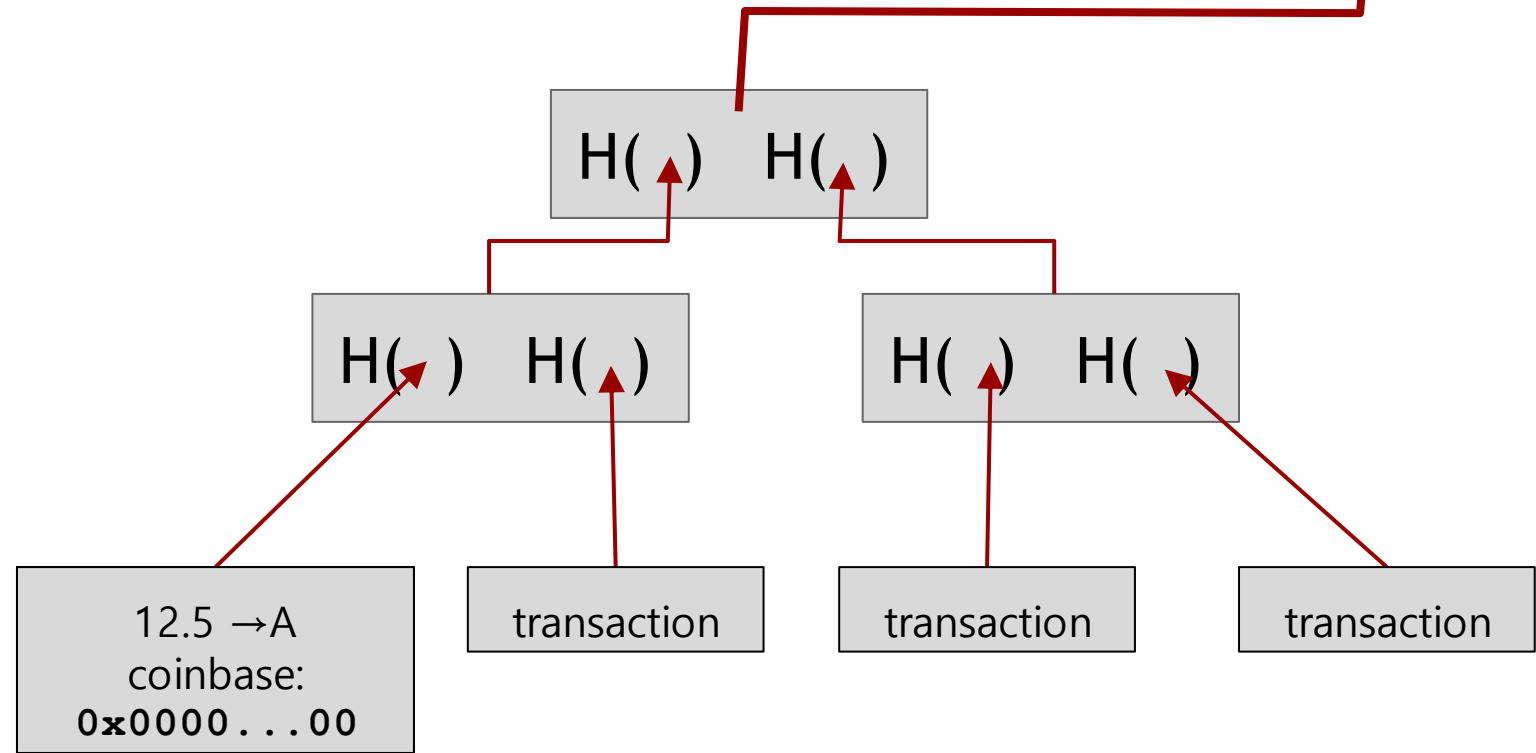 H( ) H( )
H( ) H( )
H( ) H( )
12.5 →A
coinbase:
0x0000...00
transaction
transaction
transaction